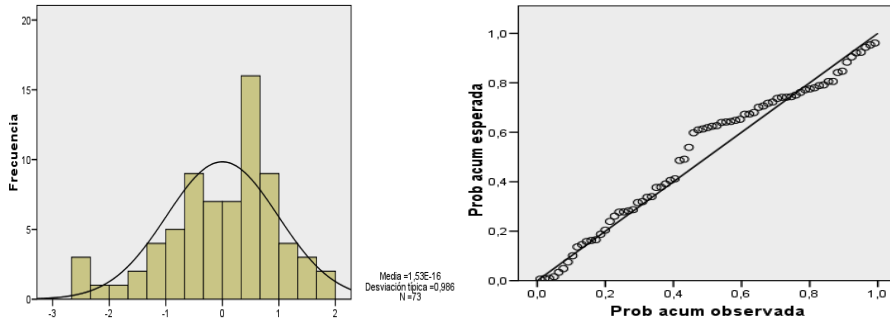 20
15
10
5
0
Frecuencia
-3 -2 -1 0 1 2
Media =1,53E-16
Desviación típica =0,986
N =73
1,0
0,8
0,6
0,4
0,2
0,0
Prob acum esperada
0,0 0,2 0,4 0,6 0,8 1,0
Prob acum observada